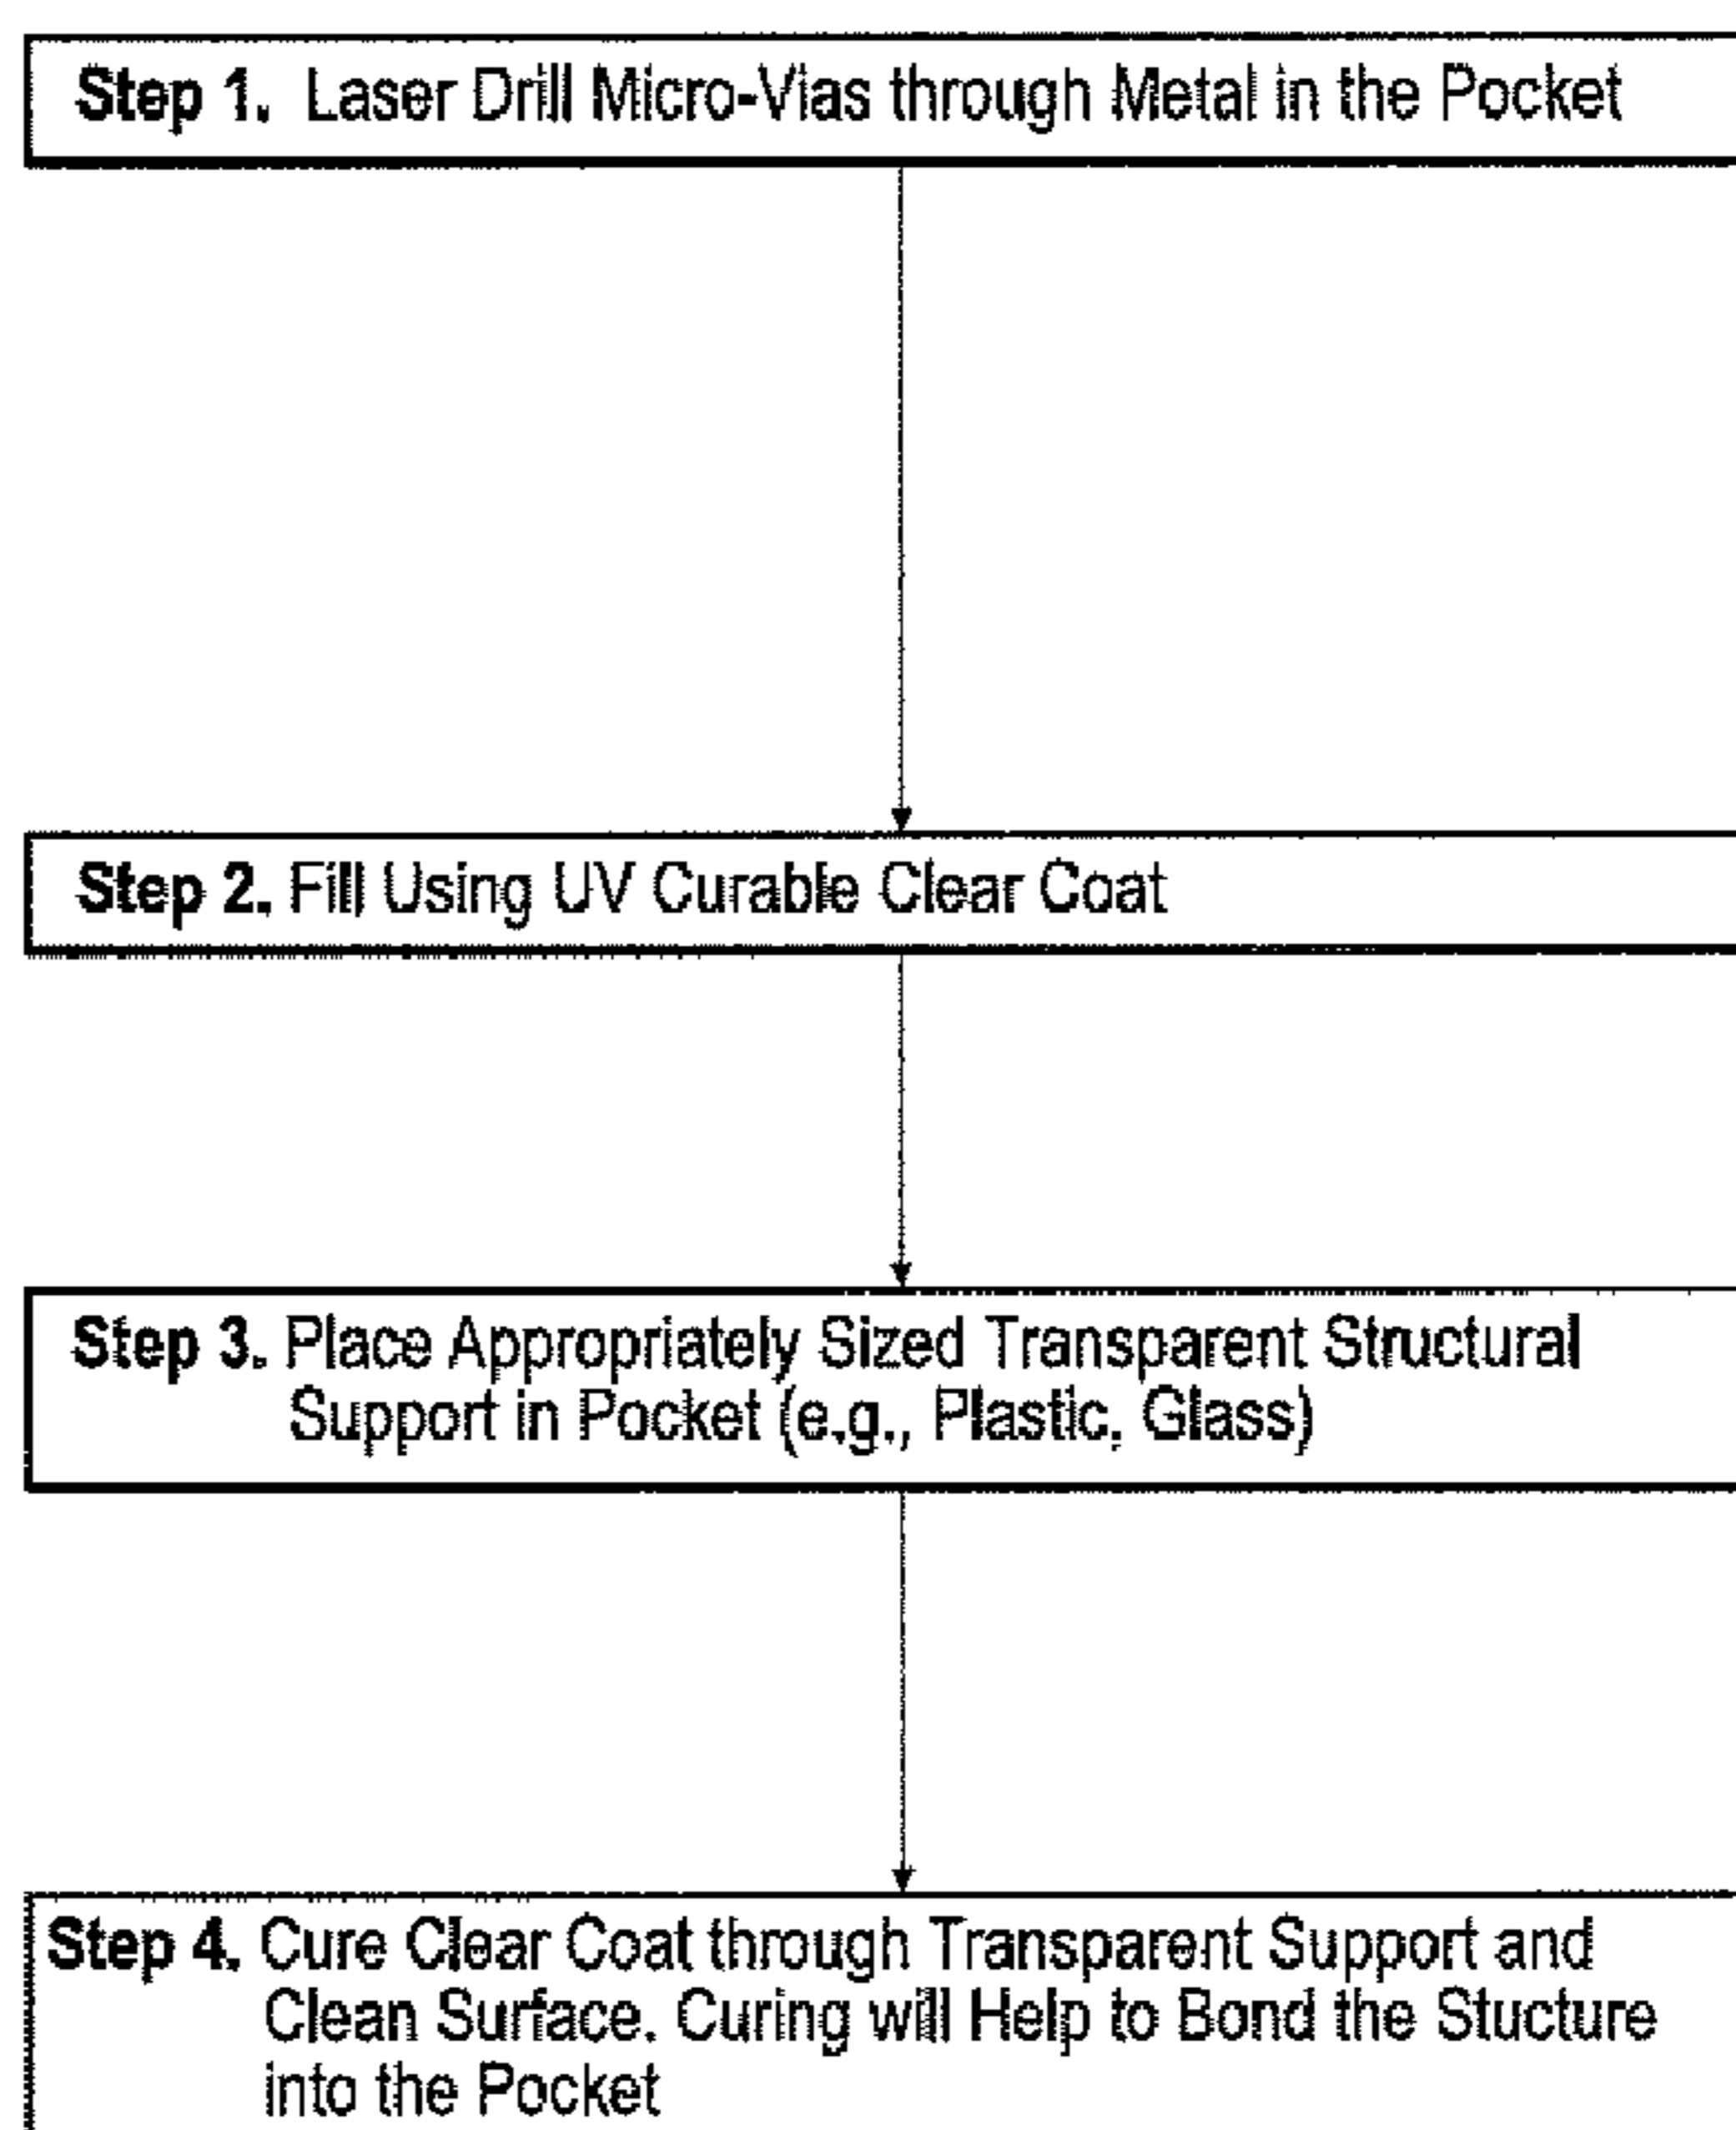 Step 1. Laser Drill Micro-Vias through Metal in the Pocket
Step 2. Fill Using UV Curable Clear Coat
Step 3. Place Appropriately Sized Transparent Structural
Support in Pocket (e.g., Plastic, Glass)
Step 4. Cure Clear Coat through Transparent Support and
Clean Surface. Curing will Help to Bond the Stucture
into the Pocket